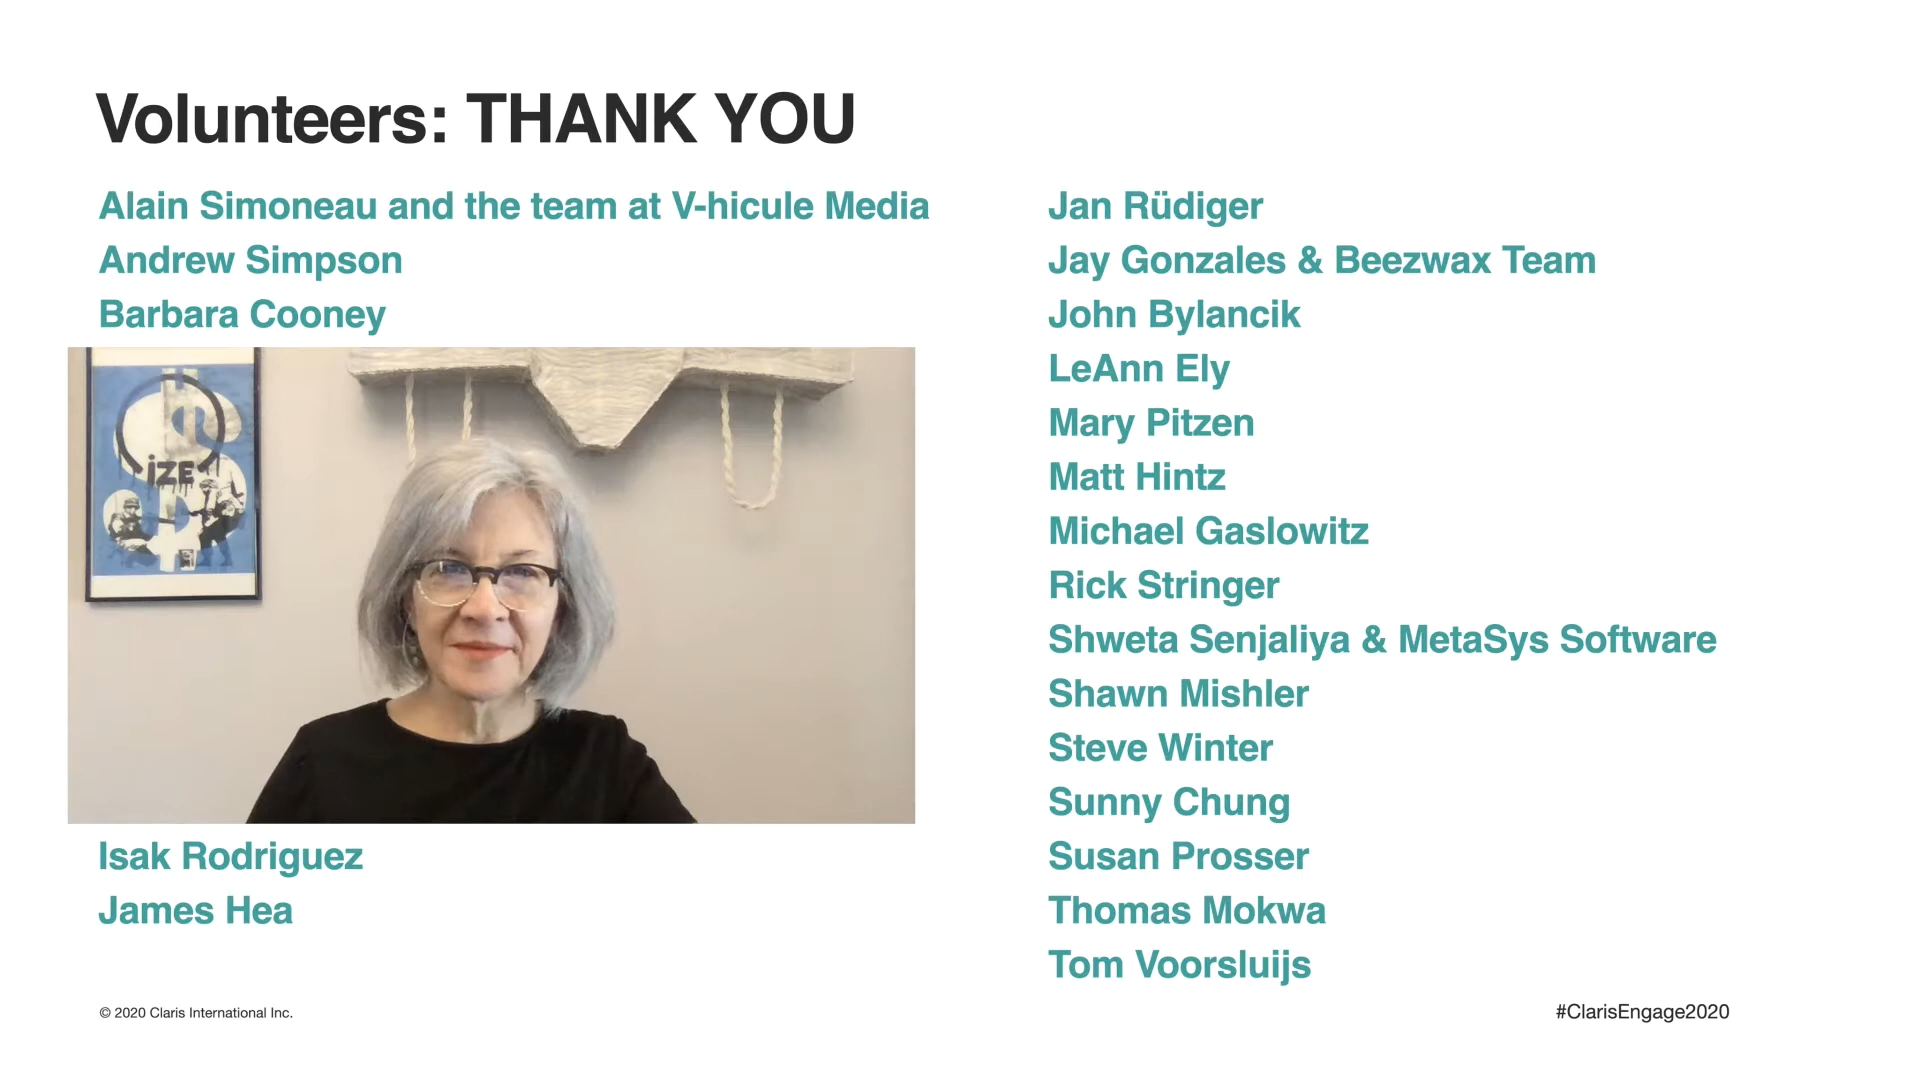 Volunteers: THANK YOU
Alain Simoneau and the team at V-hicule Media
Andrew Simpson
Barbara Cooney
iZE
Isak Rodriguez
James Hea
Jan Rüdiger
Jay Gonzales & Beezwax Team
John Bylancik
LeAnn Ely
Mary Pitzen
Matt Hintz
Michael Gaslowitz
Rick Stringer
Shweta Senjaliya & MetaSys Software
Shawn Mishler
Steve Winter
Sunny Chung
Susan Prosser
Thomas Mokwa
Tom Voorsluijs
© 2020 Claris International Inc.
#ClarisEngage2020